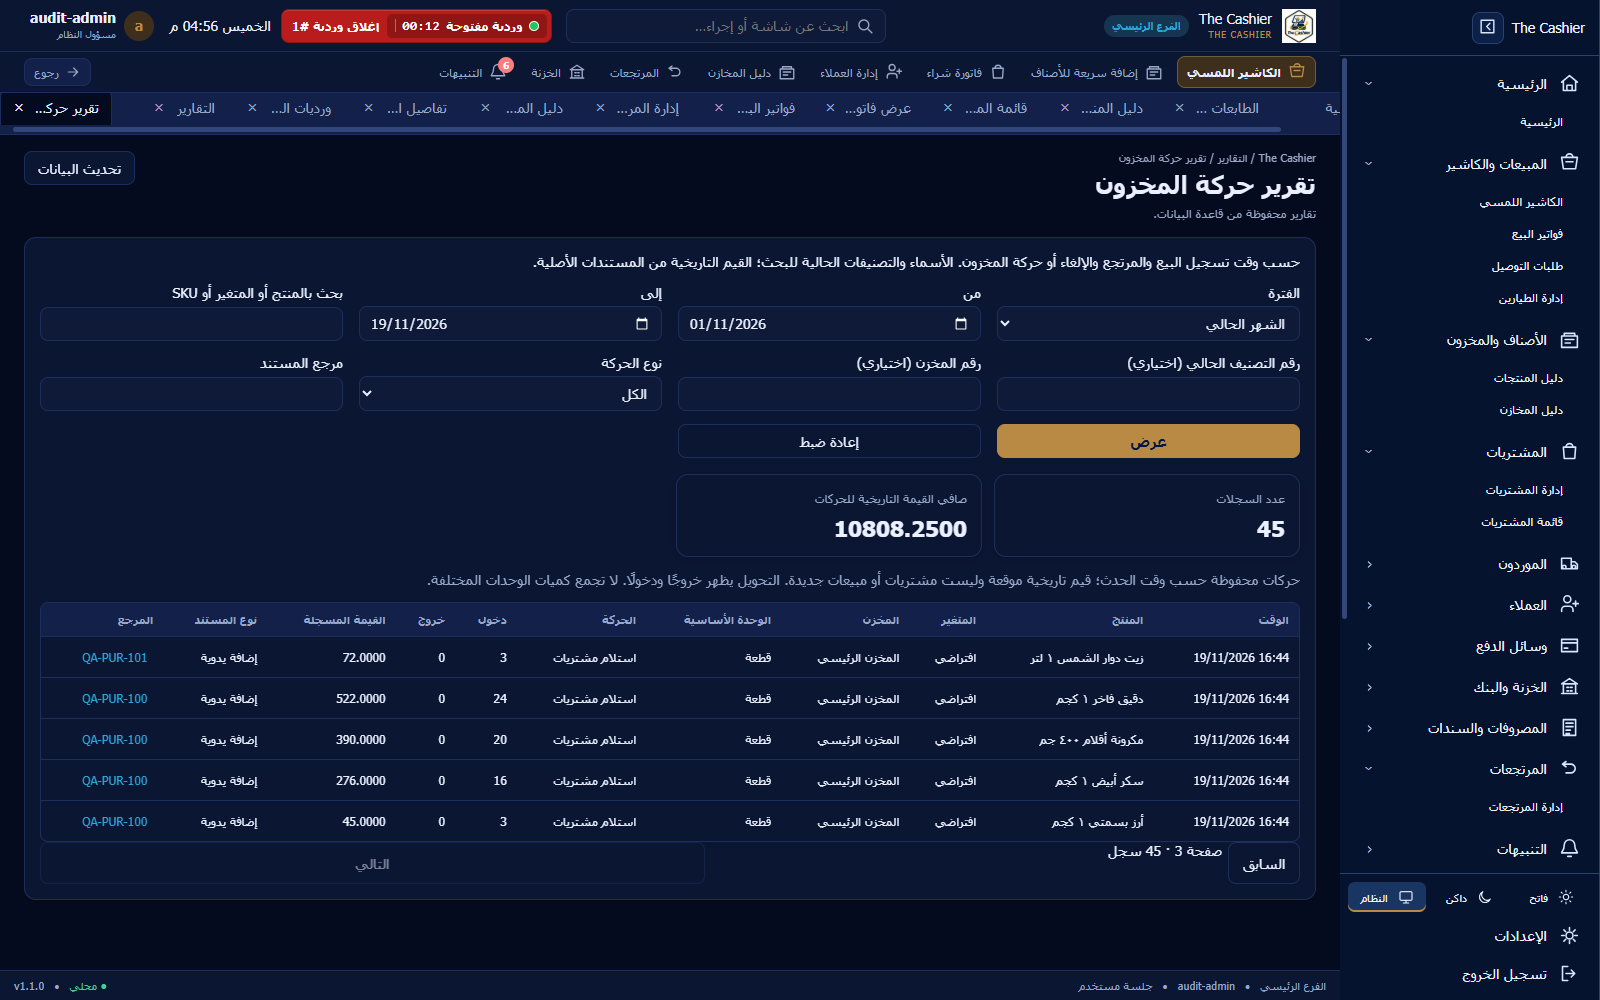 The Cashier
الرئيسية
الرئيسية
المبيعات والكاشير
الكاشير اللمسي
فواتير البيع
طلبات التوصيل
إدارة الطيارين
الأصناف والمخزون
دليل المنتجات
دليل المخازن
المشتريات
إدارة المشتريات
قائمة المشتريات
الموردون
العملاء
وسائل الدفع
الخزنة والبنك
المصروفات والسندات
المرتجعات
إدارة المرتجعات
التنبيهات
فاتح داكن النظام
الإعدادات
تسجيل الخروج
The Cashier
THE CASHIER
الفرع الرئيسي
ابحث عن شاشة أو إجراء...
وردية مفتوحة 00:12 إغلاق وردية #1
الخميس 04:56 م
a
audit-admin
مسؤول النظام
الكاشير اللمسي إضافة سريعة للأصناف فاتورة شراء إدارة العملاء دليل المخازن المرتجعات الخزنة التنبيهات 6
رجوع
الطابعات ... × دليل المنـ... × قائمة المـ... × عرض فاتو... × فواتير البـ... × إدارة المر... × دليل المـ... × تفاصيل ا... × ورديات الـ... × التقارير × تقرير حركـ... ×
The Cashier / التقارير / تقرير حركة المخزون
تقرير حركة المخزون
تقارير محفوظة من قاعدة البيانات.
تحديث البيانات
حسب وقت تسجيل البيع والمرتجع والإلغاء أو حركة المخزون. الأسماء والتصنيفات الحالية للبحث؛ القيم التاريخية من المستندات الأصلية.
الفترة من إلى بحث بالمنتج أو المتغير أو SKU
الشهر الحالي 01/11/2026 19/11/2026
رقم التصنيف الحالي (اختياري) رقم المخزن (اختياري) نوع الحركة مرجع المستند
الكل
عرض إعادة ضبط
عدد السجلات
45
صافي القيمة التاريخية للحركات
10808.2500
حركات محفوظة حسب وقت الحدث؛ قيم تاريخية موقعة وليست مشتريات أو مبيعات جديدة. التحويل يظهر خروجًا ودخولًا. لا تجمع كميات الوحدات المختلفة.
الوقت المنتج المتغير المخزن الوحدة الأساسية الحركة دخول خروج القيمة المسجلة نوع المستند المرجع
19/11/2026 16:44 زيت دوار الشمس ١ لتر افتراضي المخزن الرئيسي قطعة استلام مشتريات 3 0 72.0000 إضافة يدوية QA-PUR-101
19/11/2026 16:44 دقيق فاخر ١ كجم افتراضي المخزن الرئيسي قطعة استلام مشتريات 24 0 522.0000 إضافة يدوية QA-PUR-100
19/11/2026 16:44 مكرونة أقلام ٤٠٠ جم افتراضي المخزن الرئيسي قطعة استلام مشتريات 20 0 390.0000 إضافة يدوية QA-PUR-100
19/11/2026 16:44 سكر أبيض ١ كجم افتراضي المخزن الرئيسي قطعة استلام مشتريات 16 0 276.0000 إضافة يدوية QA-PUR-100
19/11/2026 16:44 أرز بسمتي ١ كجم افتراضي المخزن الرئيسي قطعة استلام مشتريات 3 0 45.0000 إضافة يدوية QA-PUR-100
السابق صفحة 3 · 45 سجل التالي
الفرع الرئيسي • audit-admin • جلسة مستخدم
محلي • v1.1.0